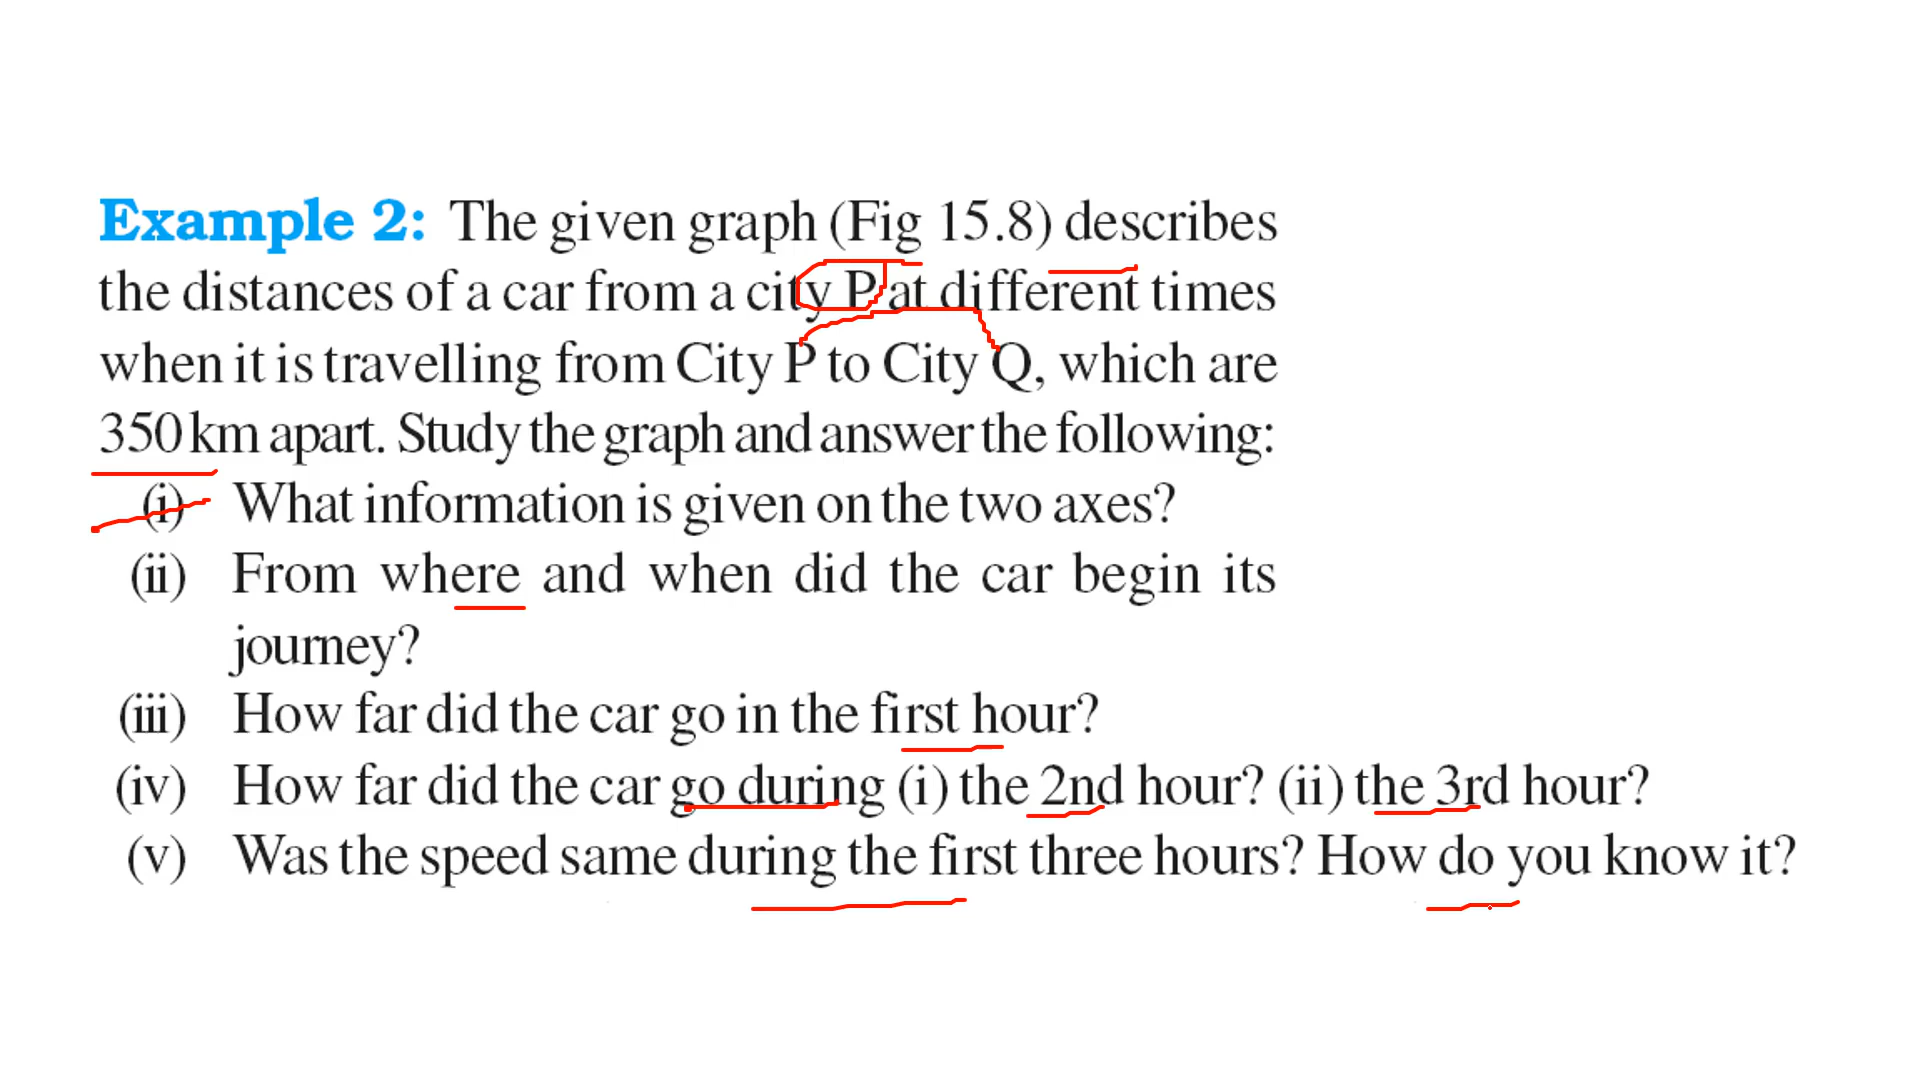 Example 2: The given graph (Fig 15.8) describes
the distances of a car from a city P at different times
when it is travelling from City P to City Q, which are
350 km apart. Study the graph and answer the following:
(i) What information is given on the two axes?
(ii) From where and when did the car begin its
journey?
(iii) How far did the car go in the first hour?
(iv) How far did the car go during (i) the 2nd hour? (ii) the 3rd hour?
(v) Was the speed same during the first three hours? How do you know it?